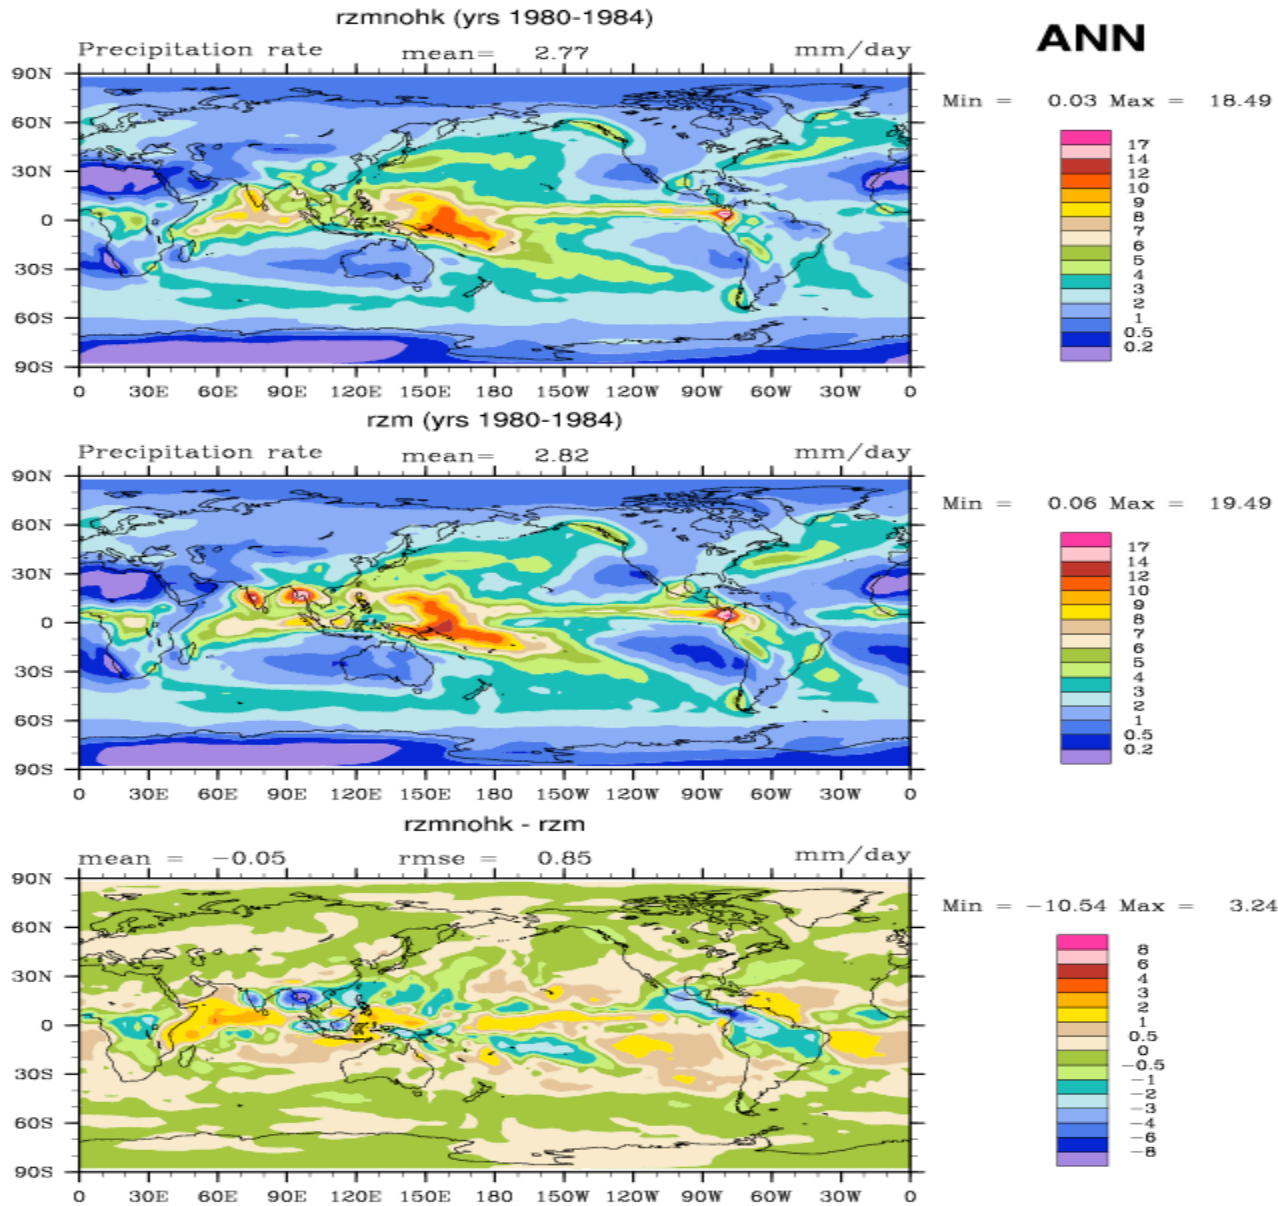 rzmnohk (yrs 1980-1984)
ANN
Precipitation rate mean= 2.77 mm/day
Min = 0.03 Max = 18.49
90N
60N
30N
0
30S
60S
90S
0 30E 60E 90E 120E 150E 180 150W 120W 90W 60W 30W 0
17
14
12
10
9
8
7
6
5
4
3
2
1
0.5
0.2
rzm (yrs 1980-1984)
Precipitation rate mean= 2.82 mm/day
Min = 0.06 Max = 19.49
90N
60N
30N
0
30S
60S
90S
0 30E 60E 90E 120E 150E 180 150W 120W 90W 60W 30W 0
17
14
12
10
9
8
7
6
5
4
3
2
1
0.5
0.2
rzmnohk - rzm
mean = -0.05 rmse = 0.85 mm/day
Min = -10.54 Max = 3.24
90N
60N
30N
0
30S
60S
90S
0 30E 60E 90E 120E 150E 180 150W 120W 90W 60W 30W 0
8
6
4
3
2
1
0.5
0
-0.5
-1
-2
-3
-4
-6
-8